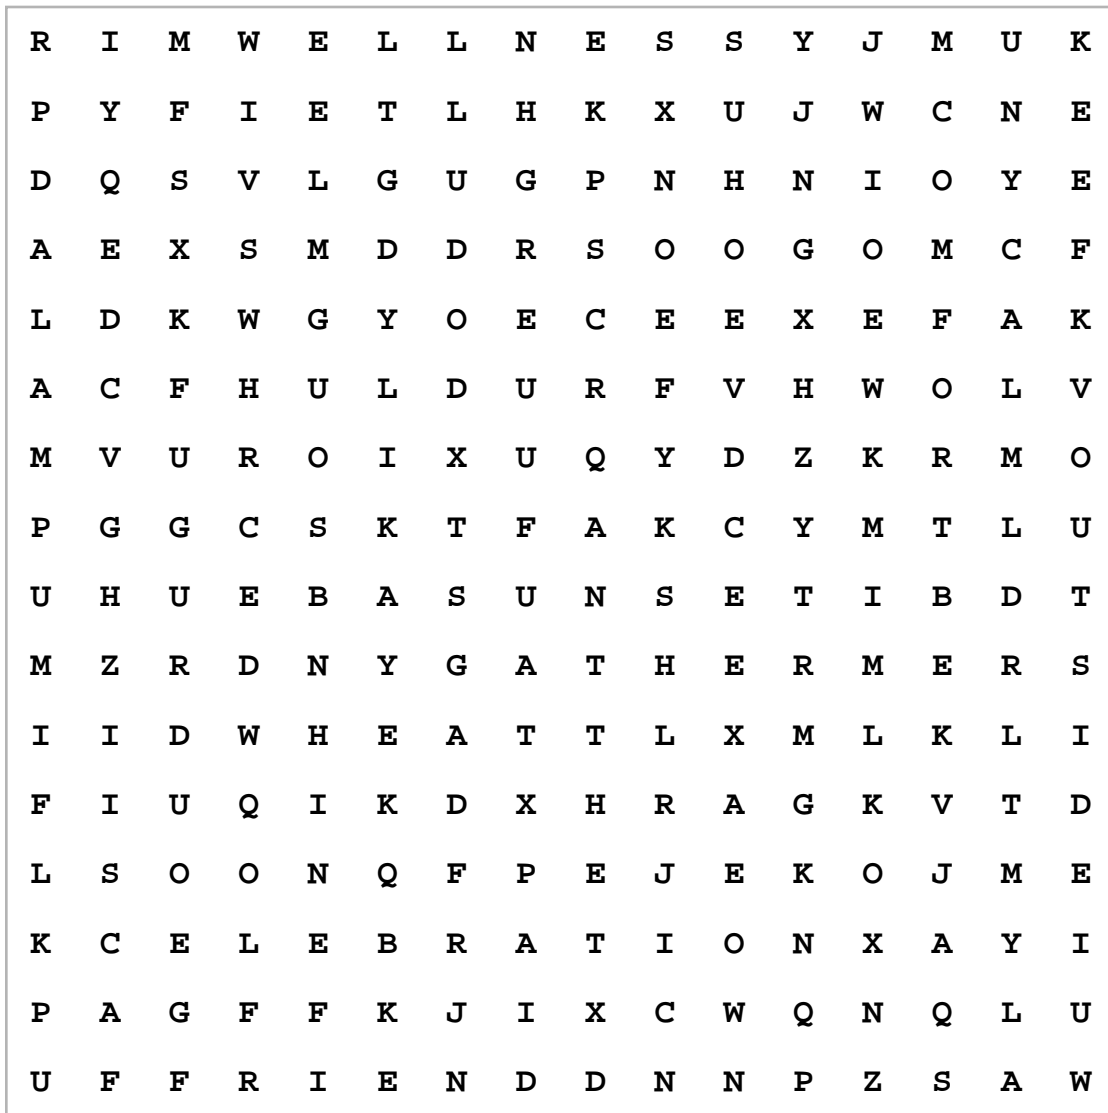 R I M W E L L N E S S Y J M U K
P Y F I E T L H K X U J W C N E
D Q S V L G U G P N H N I O Y E
A E X S M D D R S O O G O M C F
L D K W G Y O E C E E X E F A K
A C F H U L D U R F V H W O L V
M V U R O I X U Q Y D Z K R M O
P G G C S K T F A K C Y M T L U
U H U E B A S U N S E T I B D T
M Z R D N Y G A T H E R M E R S
I I D W H E A T T L X M L K L I
F I U Q I K D X H R A G K V T D
L S O O N Q F P E J E K O J M E
K C E L E B R A T I O N X A Y I
P A G F F K J I X C W Q N Q L U
U F F R I E N D D N N P Z S A W